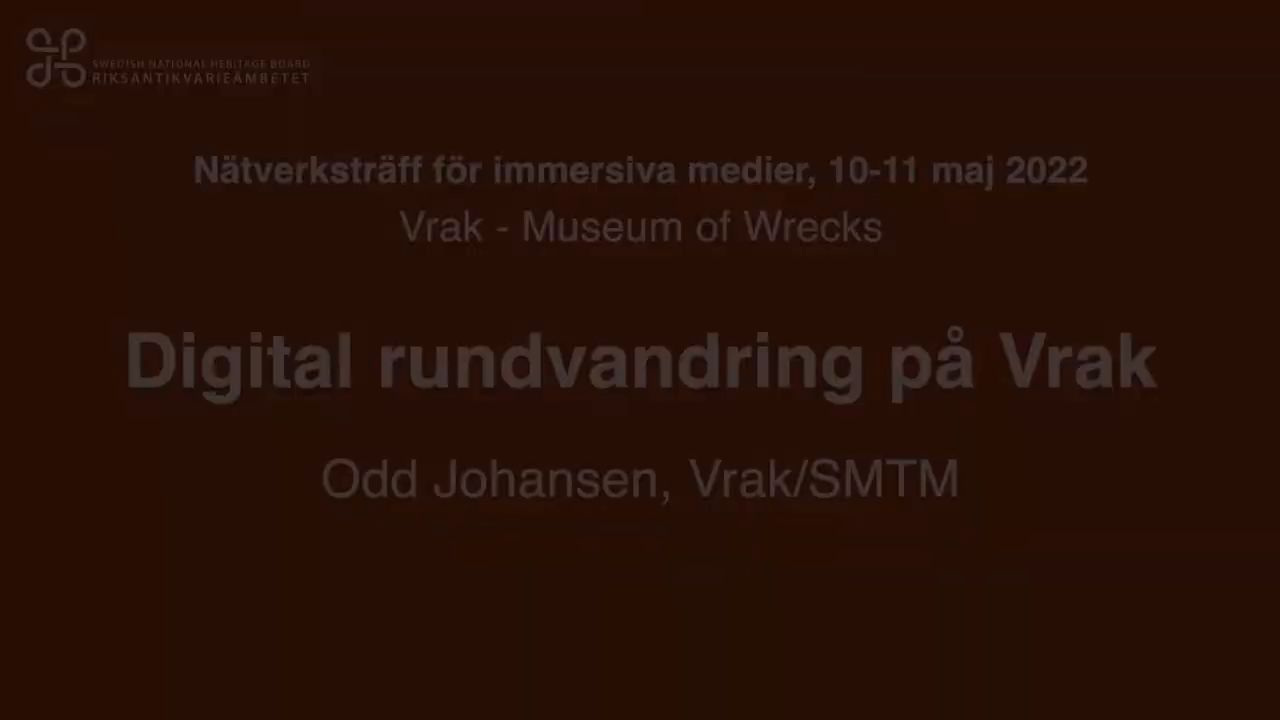 SWEDISH NATIONAL HERITAGE BOARD
RIKSANTIKVARIEÄMBETET
Nätverksträff för immersiva medier, 10-11 maj 2022
Vrak - Museum of Wrecks
Digital rundvandring på Vrak
Odd Johansen, Vrak/SMTM